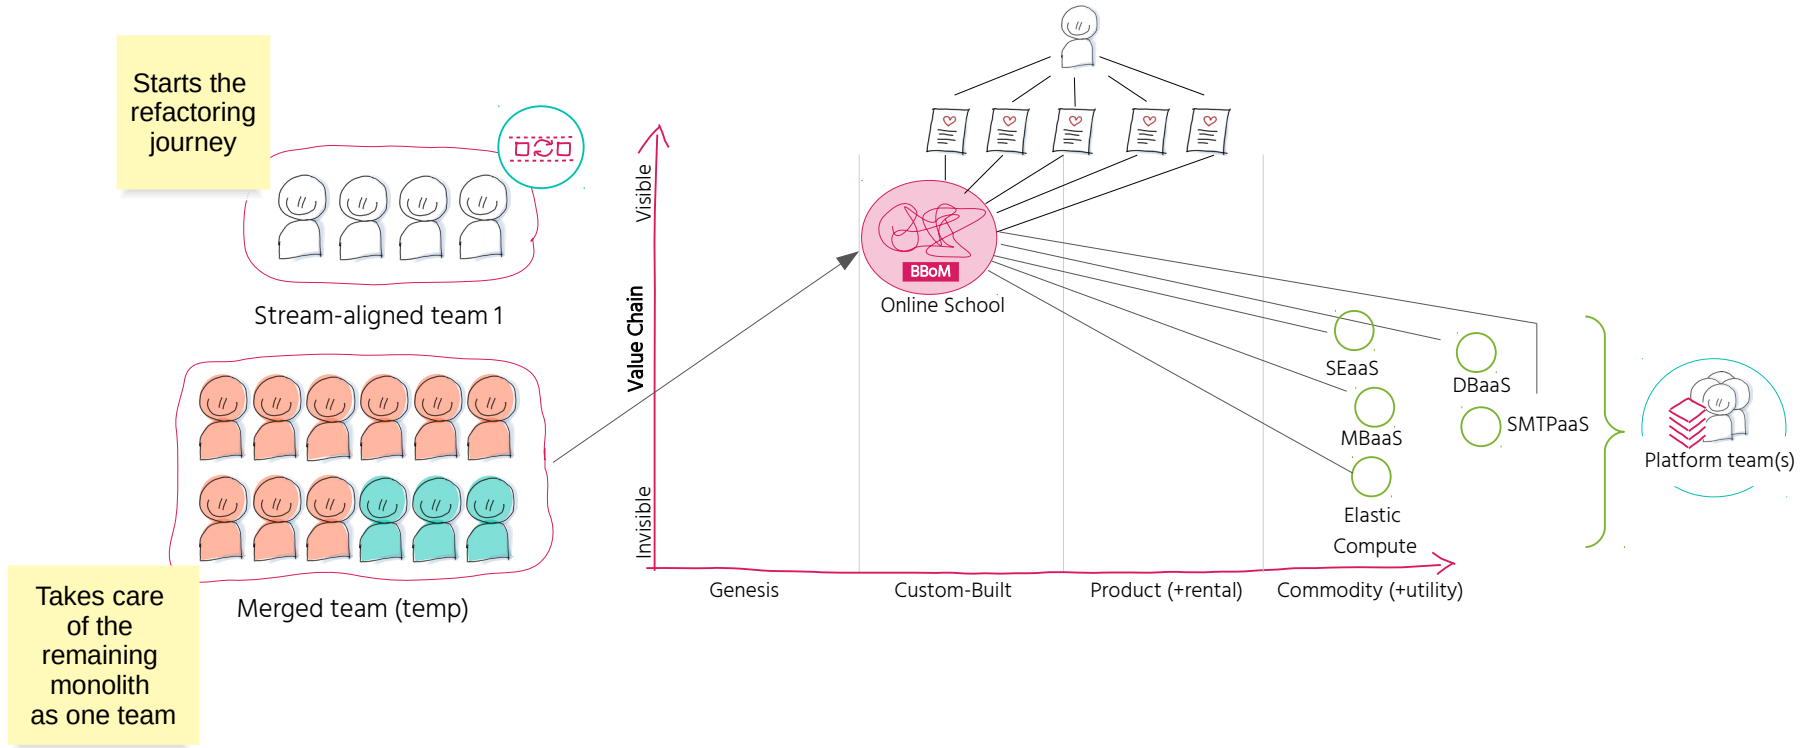 Starts the
refactoring
journey
Stream-aligned team 1
Merged team (temp)
Takes care
of the
remaining
monolith
as one team
Value Chain
Visible
Invisible
BBoM
Online School
SEaaS
DBaaS
MBaaS
SMTPaaS
Elastic
Compute
Platform team(s)
Genesis
Custom-Built
Product (+rental)
Commodity (+utility)